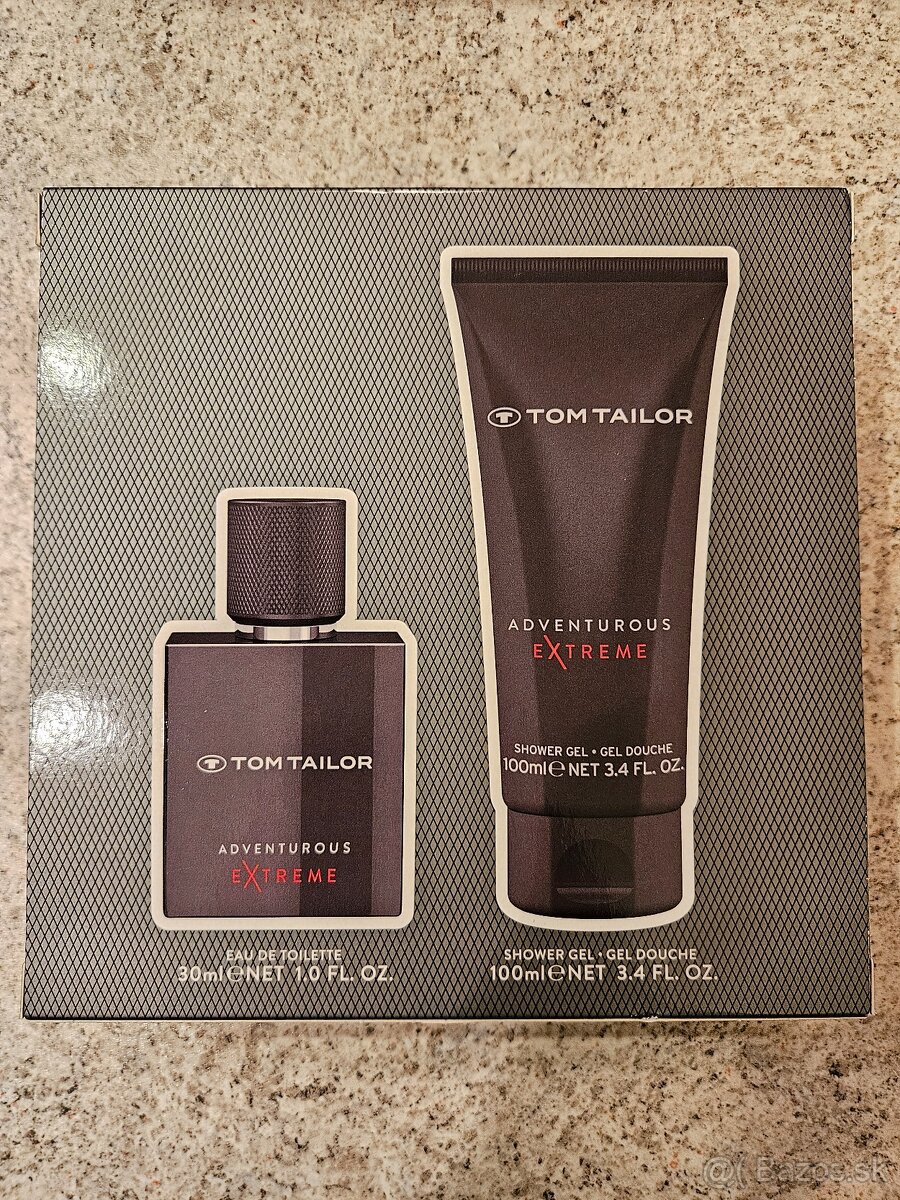 TOM TAILOR
ADVENTUROUS
EXTREME
SHOWER GEL • GEL DOUCHE
100ml℮NET 3.4 FL. OZ.
TOM TAILOR
ADVENTUROUS
EXTREME
EAU DE TOILETTE
30ml℮NET 1.0 FL. OZ.
SHOWER GEL • GEL DOUCHE
100ml℮NET 3.4 FL. OZ.
@( Bazos.sk